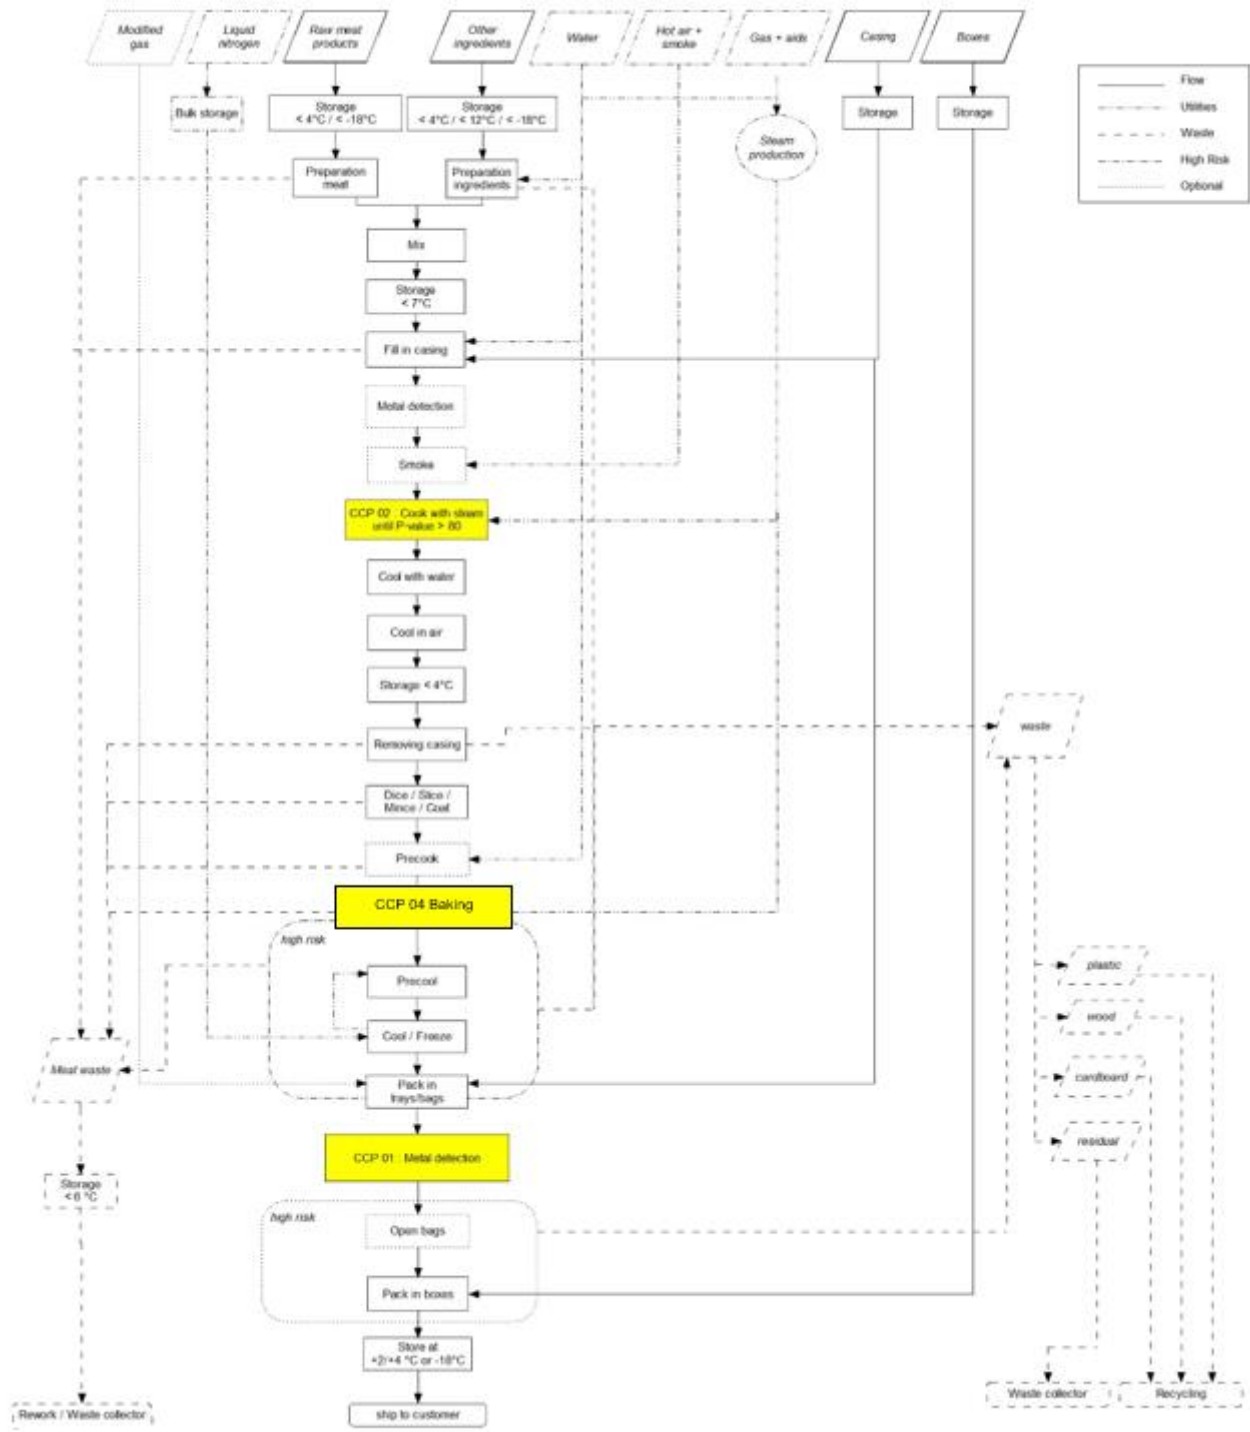 Modified
gas
Liquid
nitrogen
Raw meat
products
Other
ingredients
Water
Hot air +
smoke
Gas + aids
Casing
Boxes
Flow
Utilities
Waste
High Risk
Optional
Bulk storage
Storage
< 4°C / < -18°C
Storage
< 4°C / < 12°C / < -18°C
Storage
Storage
Steam
production
Preparation
meat
Preparation
ingredients
Mix
Storage
< 7°C
Fill in casing
Metal detection
Smoke
CCP 02 : Cook with steam
until P-value > 80
Cool with water
Cool in air
Storage < 4°C
Removing casing
waste
Dice / Slice /
Mince / Coat
Precook
CCP 04 Baking
high risk
Precool
Cool / Freeze
Pack in
trays/bags
Meat waste
plastic
wood
cardboard
residual
CCP 01 : Metal detection
Storage
< 6 °C
high risk
Open bags
Pack in boxes
Store at
+2/+4 °C or -18°C
ship to customer
Rework / Waste collector
Waste collector
Recycling